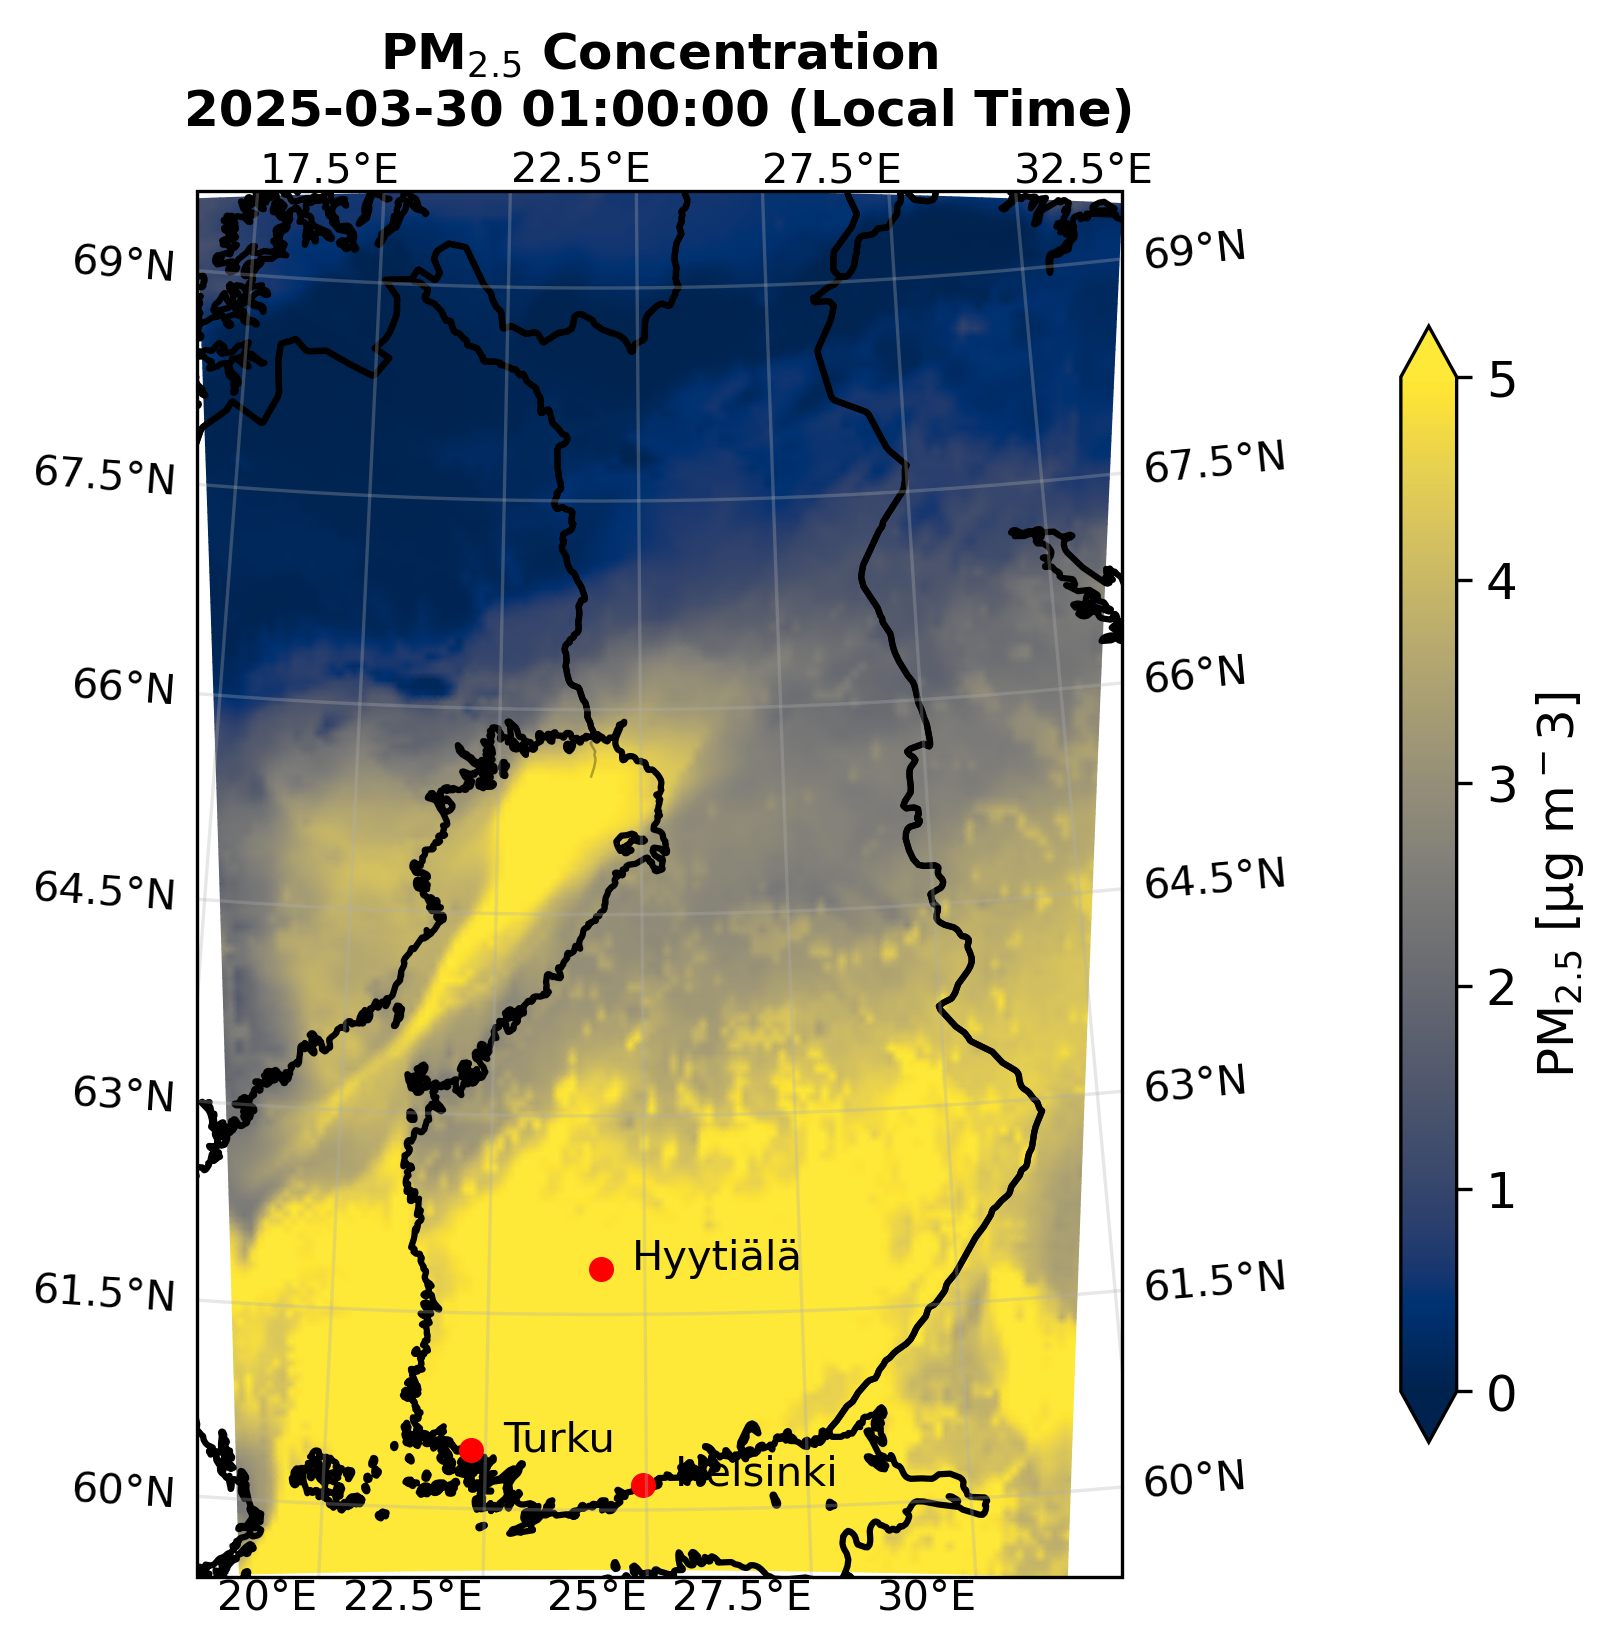 PM2.5 Concentration
2025-03-30 01:00:00 (Local Time)
17.5°E 22.5°E 27.5°E 32.5°E
69°N 69°N
67.5°N 67.5°N
66°N 66°N
64.5°N 64.5°N
63°N 63°N
61.5°N 61.5°N
60°N 60°N
Hyytiälä
Turku
Helsinki
20°E 22.5°E 25°E 27.5°E 30°E
5
4
3
2
1
0
PM2.5 [µg m−3]